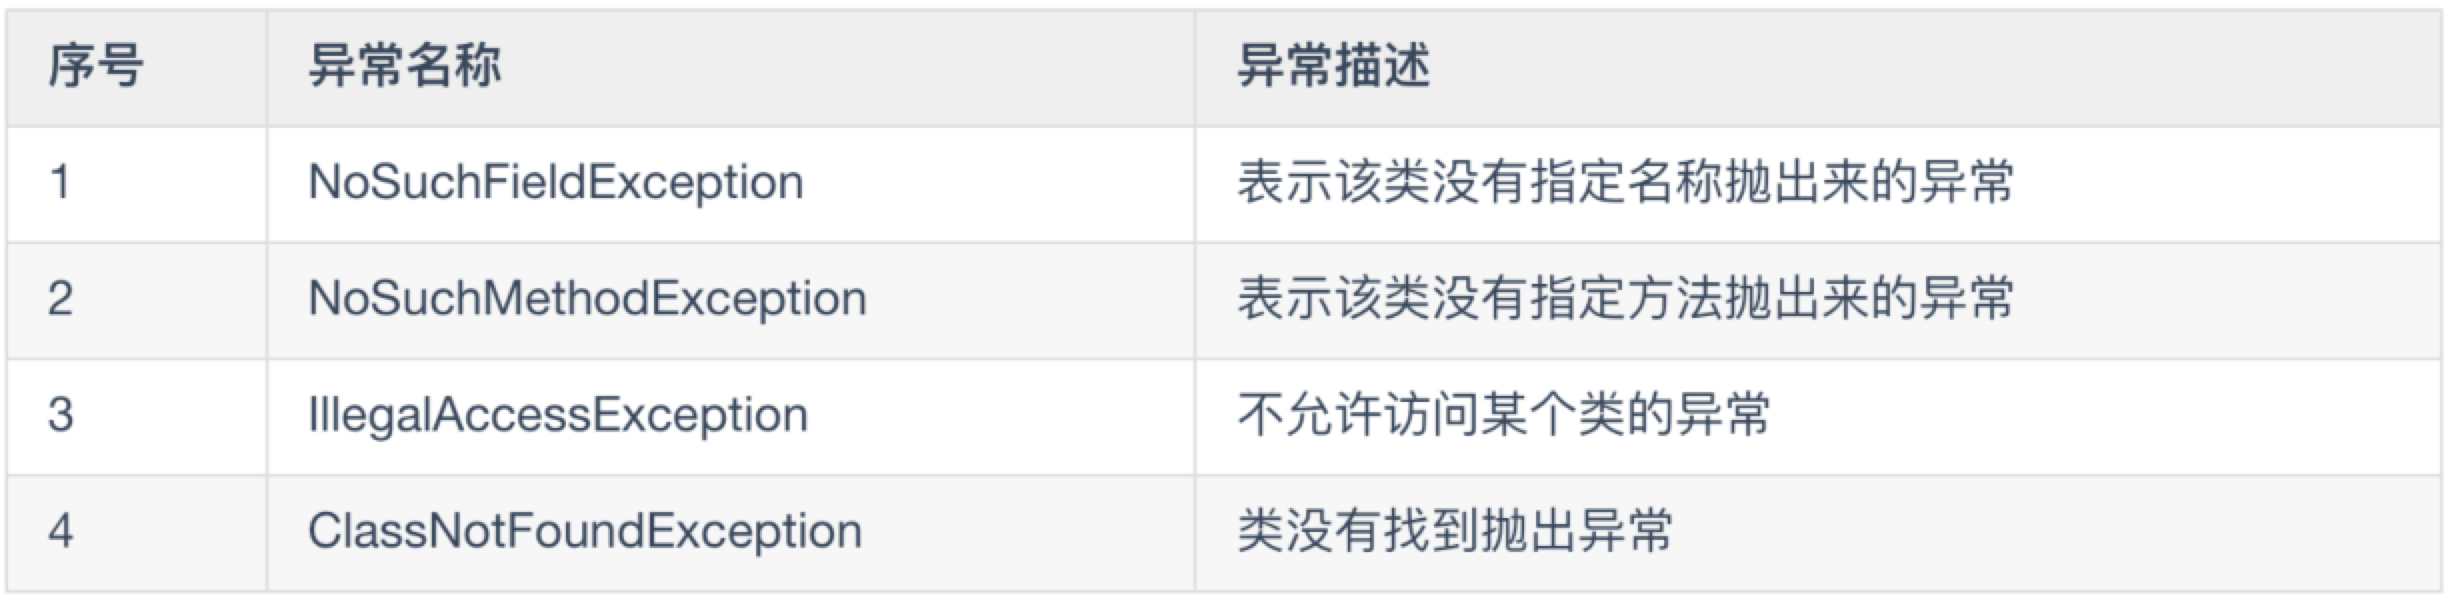 序号 异常名称 异常描述
1 NoSuchFieldException 表示该类没有指定名称抛出来的异常
2 NoSuchMethodException 表示该类没有指定方法抛出来的异常
3 IllegalAccessException 不允许访问某个类的异常
4 ClassNotFoundException 类没有找到抛出异常